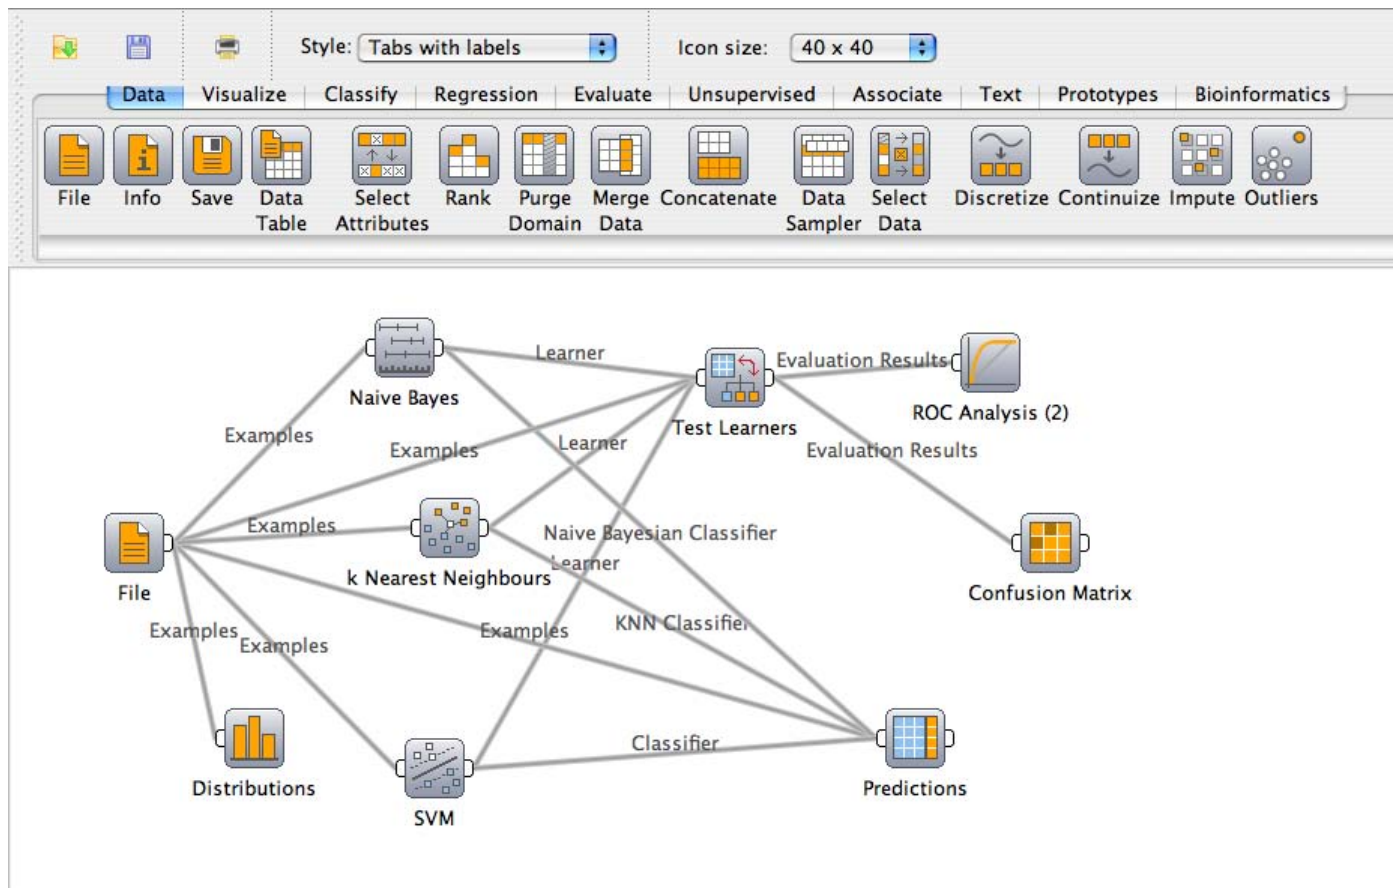 Style: Tabs with labels Icon size: 40 x 40
Data Visualize Classify Regression Evaluate Unsupervised Associate Text Prototypes Bioinformatics
File Info Save Data Table Select Attributes Rank Purge Domain Merge Data Concatenate Data Sampler Select Data Discretize Continuize Impute Outliers
Learner
Evaluation Results
Naive Bayes
ROC Analysis (2)
Test Learners
Examples
Examples
Learner
Evaluation Results
Examples
Naive Bayesian Classifier
Learner
k Nearest Neighbours
File
Confusion Matrix
Examples
Examples
Examples
KNN Classifier
Classifier
Distributions
Predictions
SVM